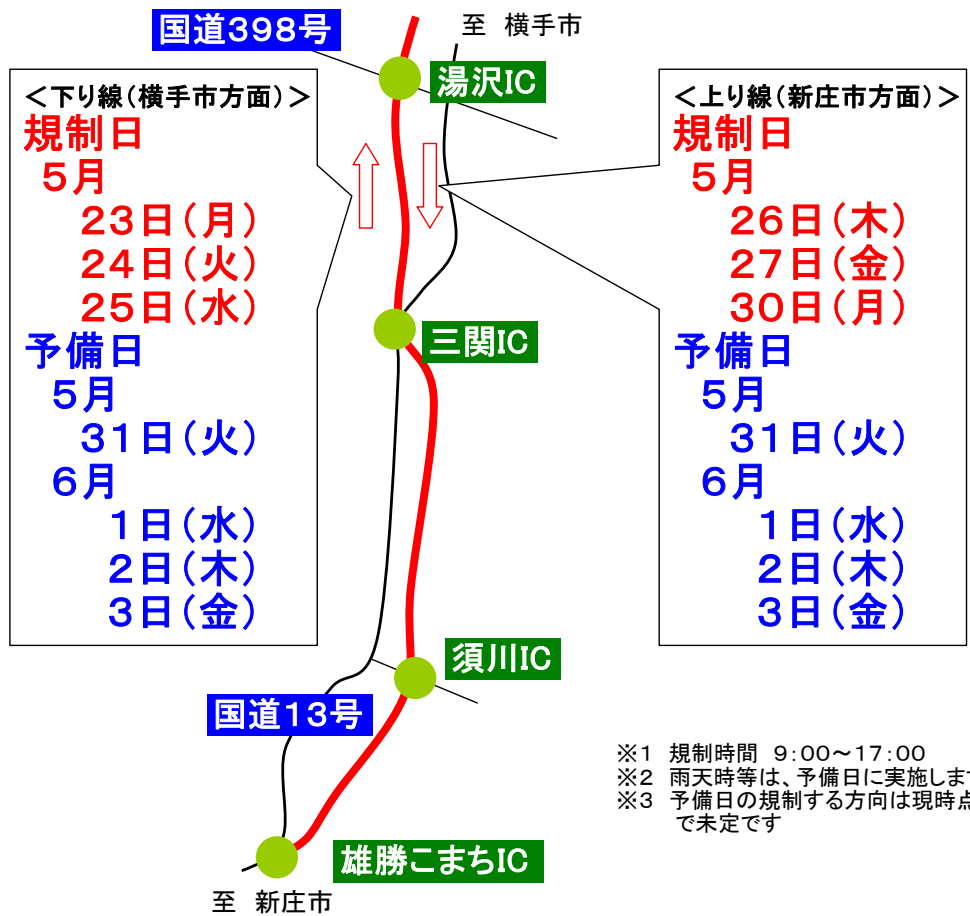 国道398号
至 横手市
湯沢IC
<下り線(横手市方面)>
規制日
5月
23日(月)
24日(火)
25日(水)
予備日
5月
31日(火)
6月
1日(水)
2日(木)
3日(金)
<上り線(新庄市方面)>
規制日
5月
26日(木)
27日(金)
30日(月)
予備日
5月
31日(火)
6月
1日(水)
2日(木)
3日(金)
三関IC
須川IC
国道13号
雄勝こまちIC
至 新庄市
※1 規制時間 9:00～17:00
※2 雨天時等は、予備日に実施します
※3 予備日の規制する方向は現時点
で未定です